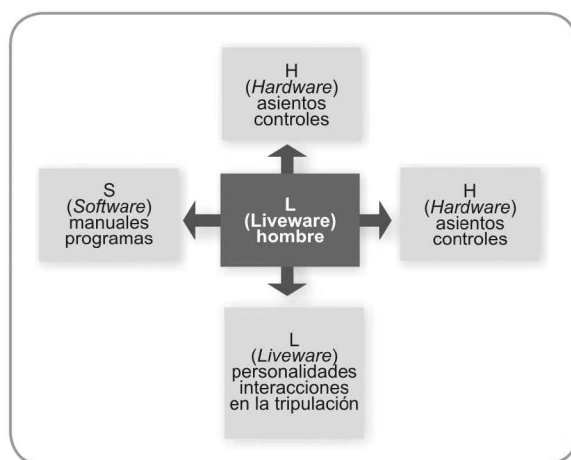 H
(Hardware)
asientos
controles
S
(Software)
manuales
programas
L
(Liveware)
hombre
H
(Hardware)
asientos
controles
L
(Liveware)
personalidades
interacciones
en la tripulación